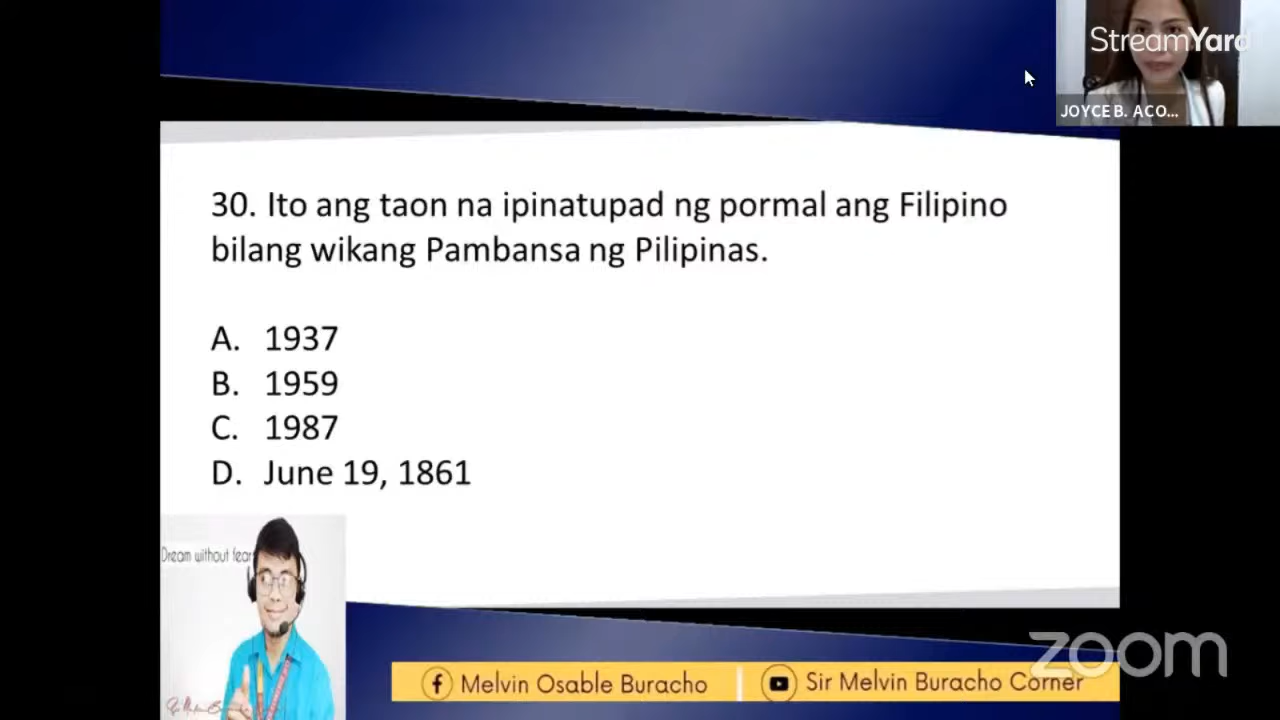 StreamYard
JOYCE B. ACO...
30. Ito ang taon na ipinatupad ng pormal ang Filipino
bilang wikang Pambansa ng Pilipinas.
A. 1937
B. 1959
C. 1987
D. June 19, 1861
Dream without fear
zoom
Melvin Osable Buracho
Sir Melvin Buracho Corner